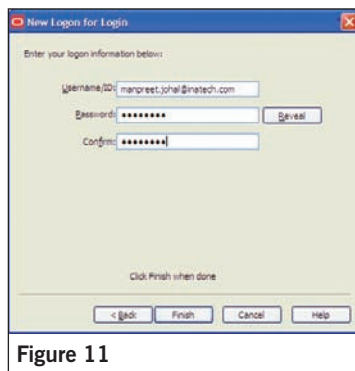 New Logon for Login
Enter your logon information below:
Username/ID: manpreet.johal@inatech.com
Password: ●●●●●●●● Reveal
Confirm: ●●●●●●●●
Click Finish when done
< Back Finish Cancel Help
Figure 11